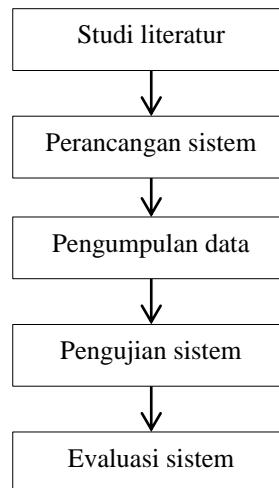 Studi literatur
Perancangan sistem
Pengumpulan data
Pengujian sistem
Evaluasi sistem